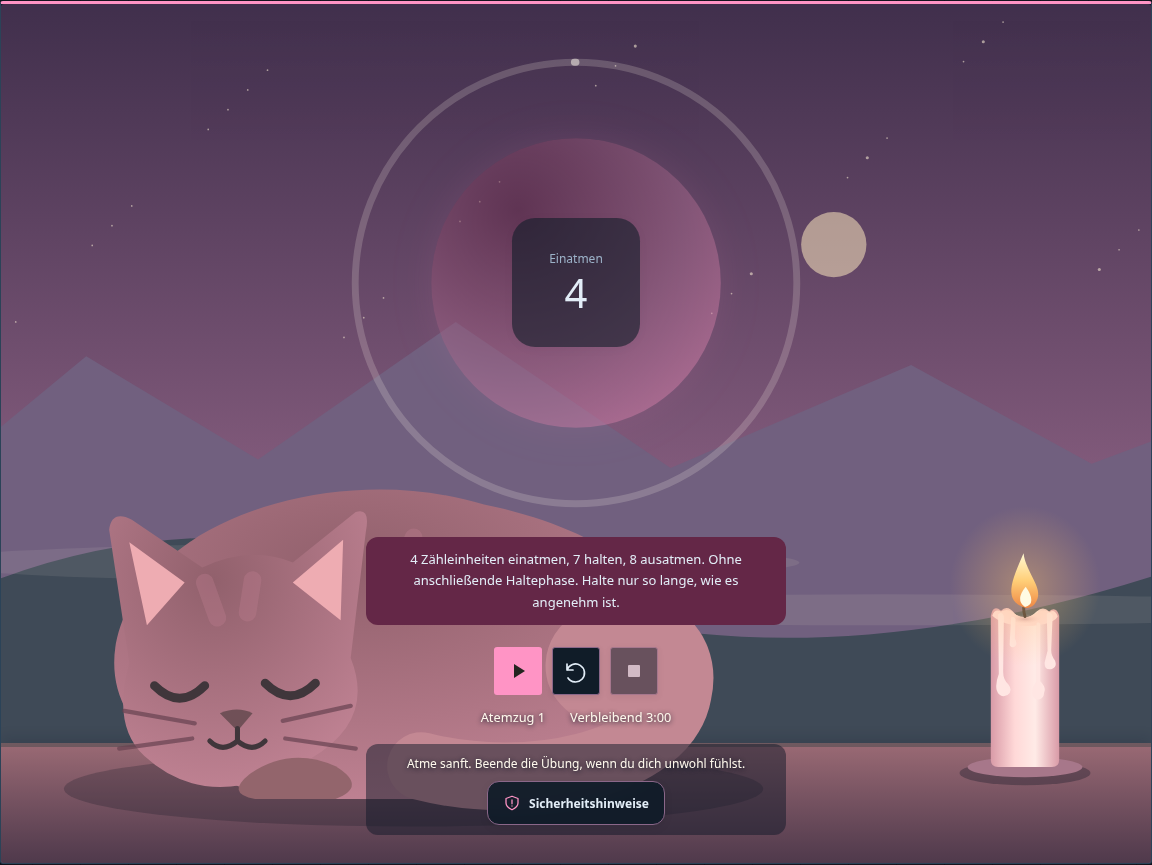 Einatmen
4
4 Zähleinheiten einatmen, 7 halten, 8 ausatmen. Ohne
anschließende Haltephase. Halte nur so lange, wie es
angenehm ist.
Atemzug 1 Verbleibend 3:00
Atme sanft. Beende die Übung, wenn du dich unwohl fühlst.
Sicherheitshinweise